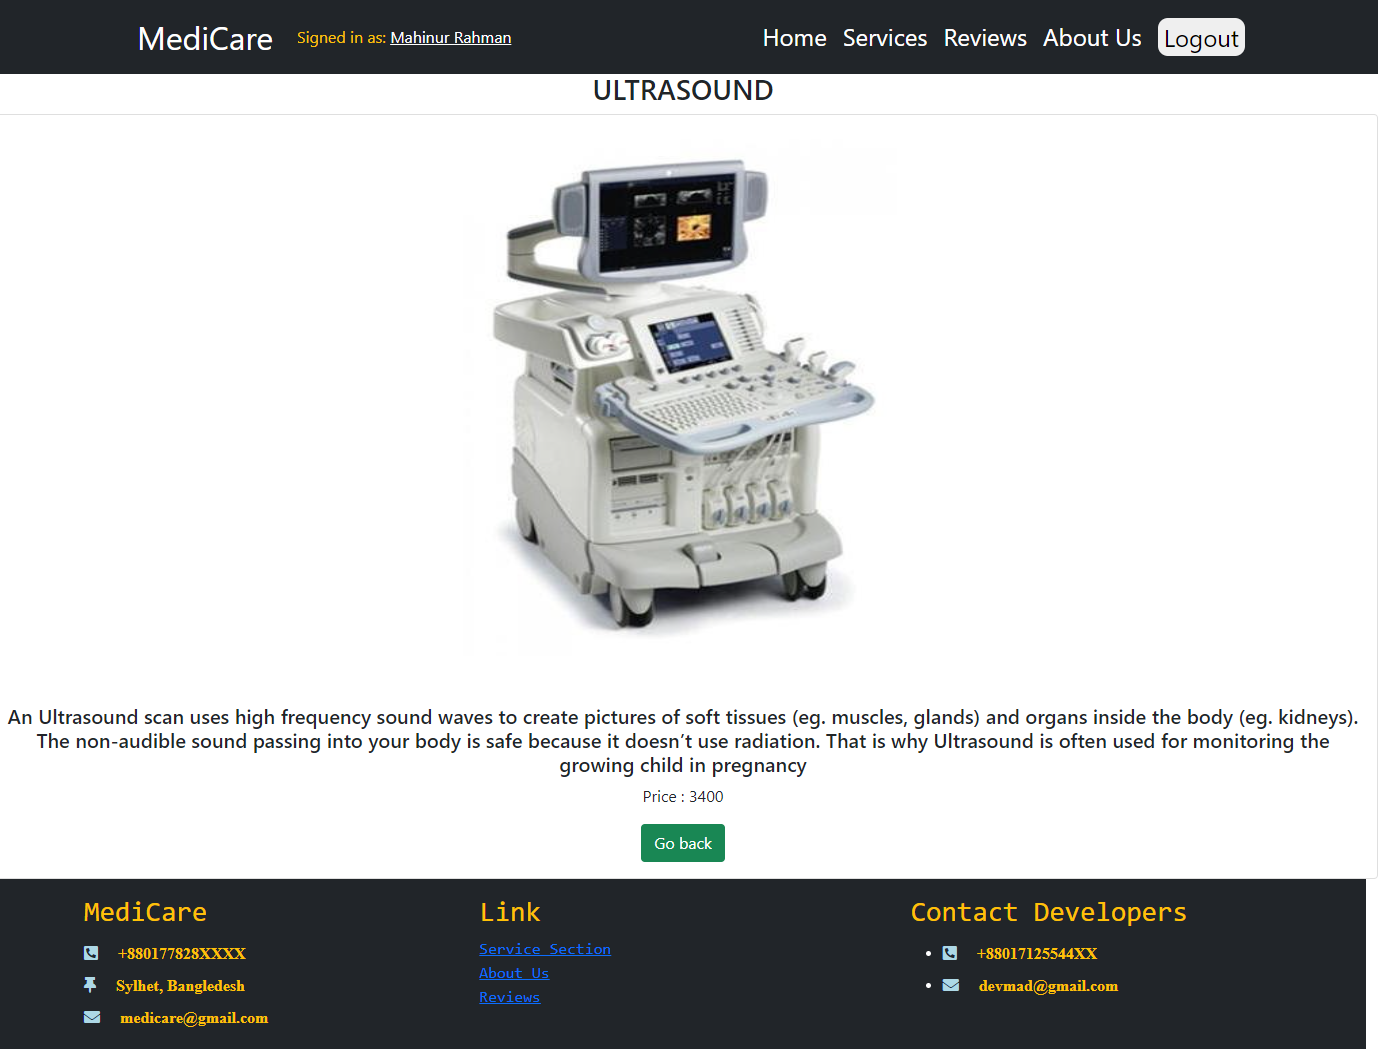 MediCare Signed in as: Mahinur Rahman Home Services Reviews About Us Logout
ULTRASOUND
An Ultrasound scan uses high frequency sound waves to create pictures of soft tissues (eg. muscles, glands) and organs inside the body (eg. kidneys).
The non-audible sound passing into your body is safe because it doesn't use radiation. That is why Ultrasound is often used for monitoring the
growing child in pregnancy
Price : 3400
Go back
MediCare
+880177828XXXX
Sylhet, Bangledesh
medicare@gmail.com
Link
Service Section
About Us
Reviews
Contact Developers
+88017125544XX
devmad@gmail.com